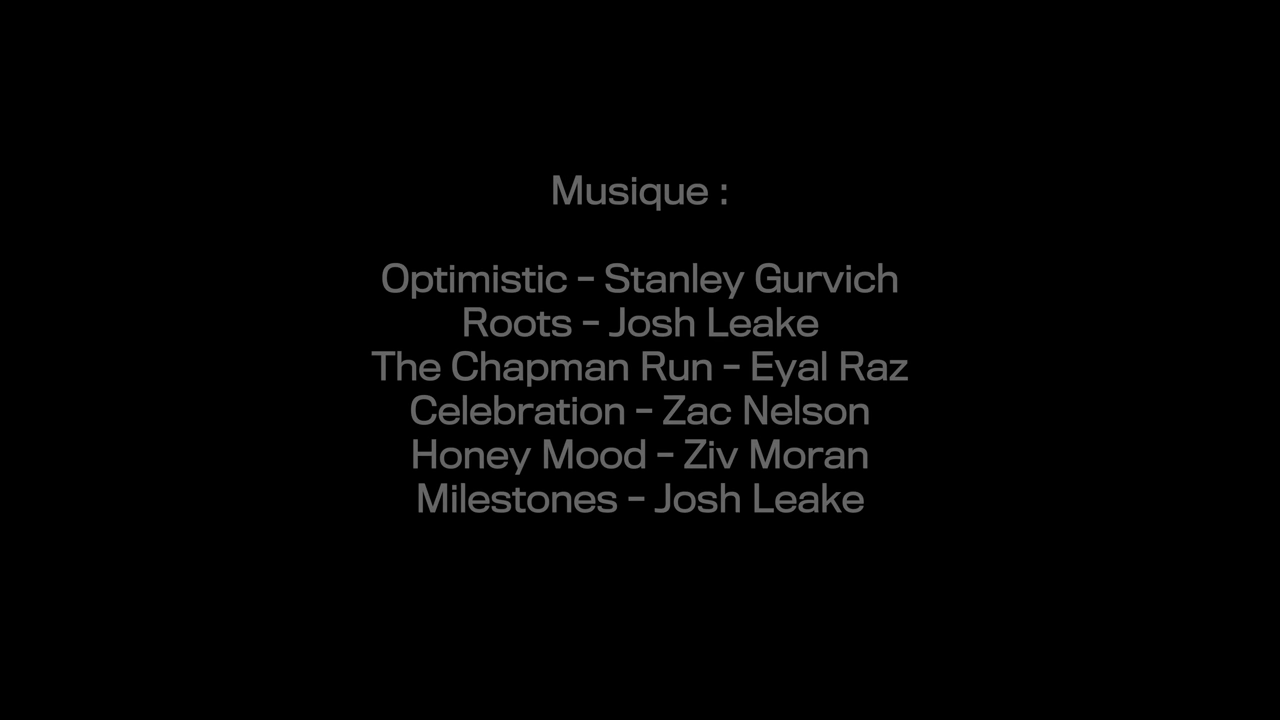 Musique :
Optimistic - Stanley Gurvich
Roots - Josh Leake
The Chapman Run - Eyal Raz
Celebration - Zac Nelson
Honey Mood - Ziv Moran
Milestones - Josh Leake